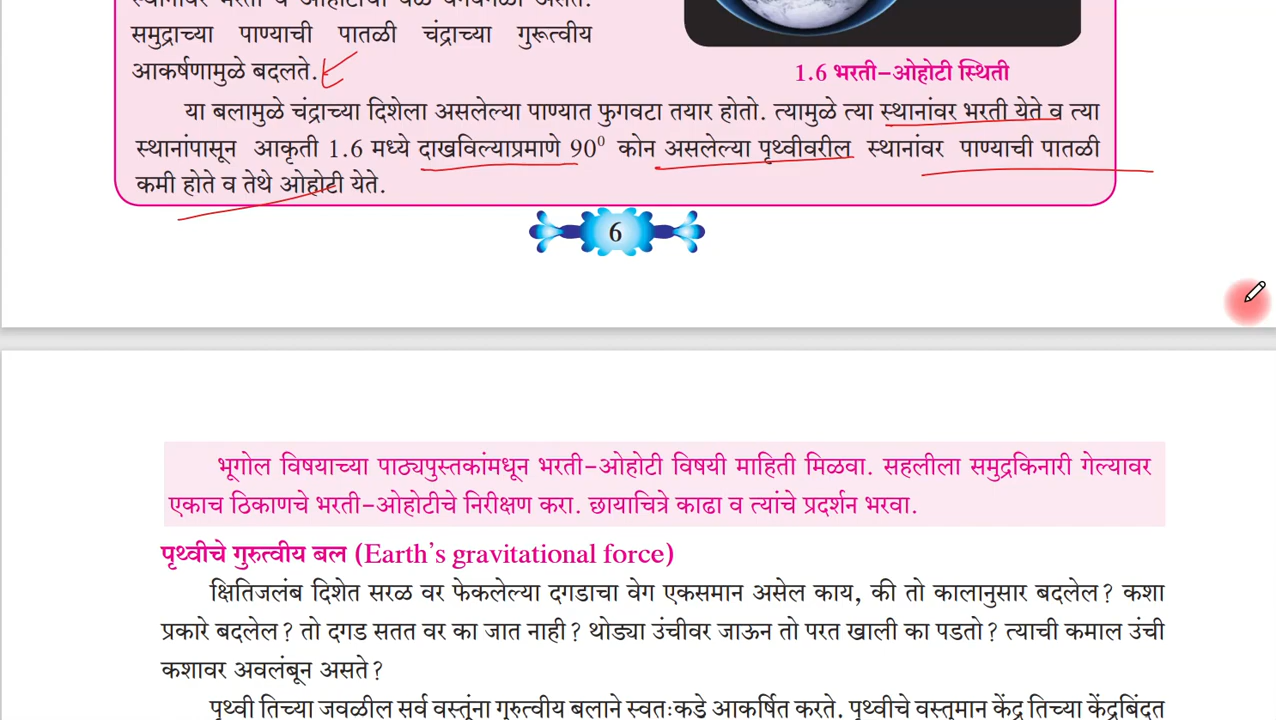 समुद्राच्या पाण्याची पातळी चंद्राच्या गुरूत्वीय
आकर्षणामुळे बदलते.
1.6 भरती-ओहोटी स्थिती
या बलामुळे चंद्राच्या दिशेला असलेल्या पाण्यात फुगवटा तयार होतो. त्यामुळे त्या स्थानांवर भरती येते व त्या
स्थानांपासून आकृती 1.6 मध्ये दाखविल्याप्रमाणे 90⁰ कोन असलेल्या पृथ्वीवरील स्थानांवर पाण्याची पातळी
कमी होते व तेथे ओहोटी येते.
6
भूगोल विषयाच्या पाठ्यपुस्तकांमधून भरती-ओहोटी विषयी माहिती मिळवा. सहलीला समुद्रकिनारी गेल्यावर
एकाच ठिकाणचे भरती-ओहोटीचे निरीक्षण करा. छायाचित्रे काढा व त्यांचे प्रदर्शन भरवा.
पृथ्वीचे गुरुत्वीय बल (Earth's gravitational force)
क्षितिजलंब दिशेत सरळ वर फेकलेल्या दगडाचा वेग एकसमान असेल काय, की तो कालानुसार बदलेल? कशा
प्रकारे बदलेल? तो दगड सतत वर का जात नाही? थोड्या उंचीवर जाऊन तो परत खाली का पडतो? त्याची कमाल उंची
कशावर अवलंबून असते?
पृथ्वी तिच्या जवळील सर्व वस्तूंना गुरुत्वीय बलाने स्वतःकडे आकर्षित करते. पृथ्वीचे वस्तुमान केंद्र तिच्या केंद्रबिंदूत